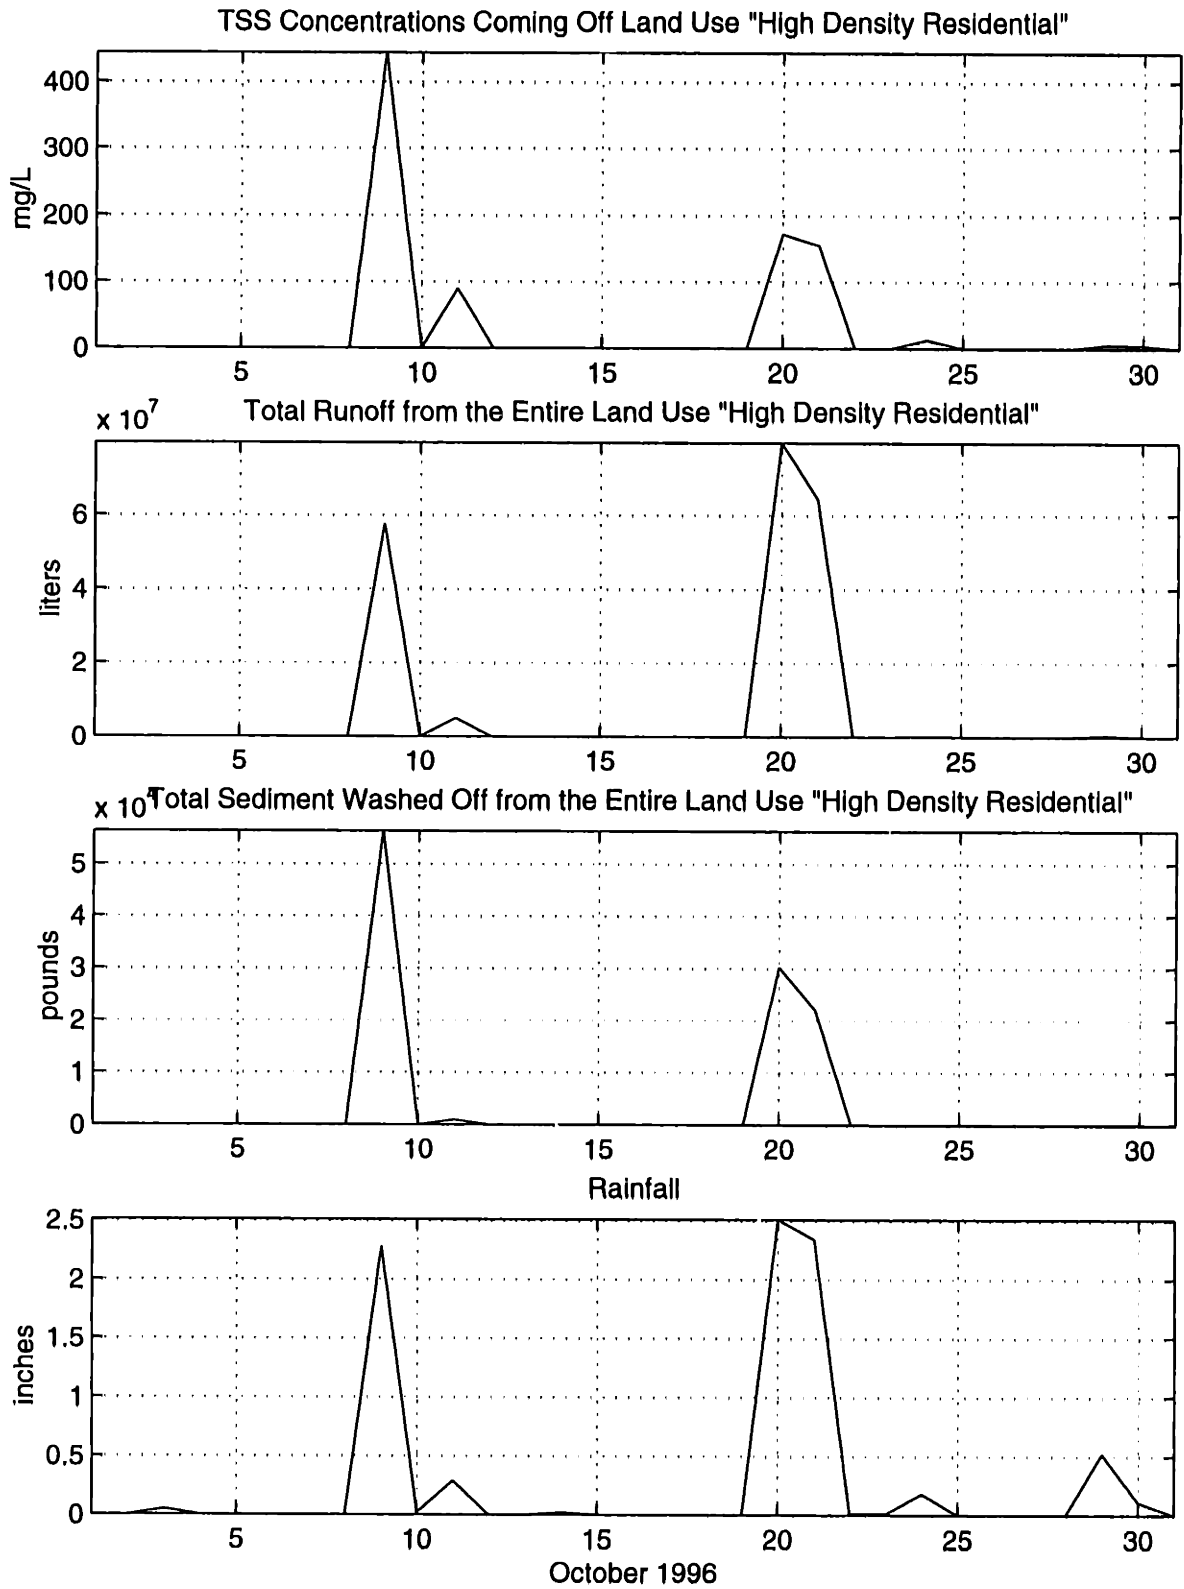 TSS Concentrations Coming Off Land Use "High Density Residential"
400
300
200
100
0
mg/L
5 10 15 20 25 30
x 10^7
Total Runoff from the Entire Land Use "High Density Residential"
6
4
2
0
liters
5 10 15 20 25 30
x 10^4
Total Sediment Washed Off from the Entire Land Use "High Density Residential"
5
4
3
2
1
0
pounds
5 10 15 20 25 30
Rainfall
2.5
2
1.5
1
0.5
0
inches
5 10 15 20 25 30
October 1996